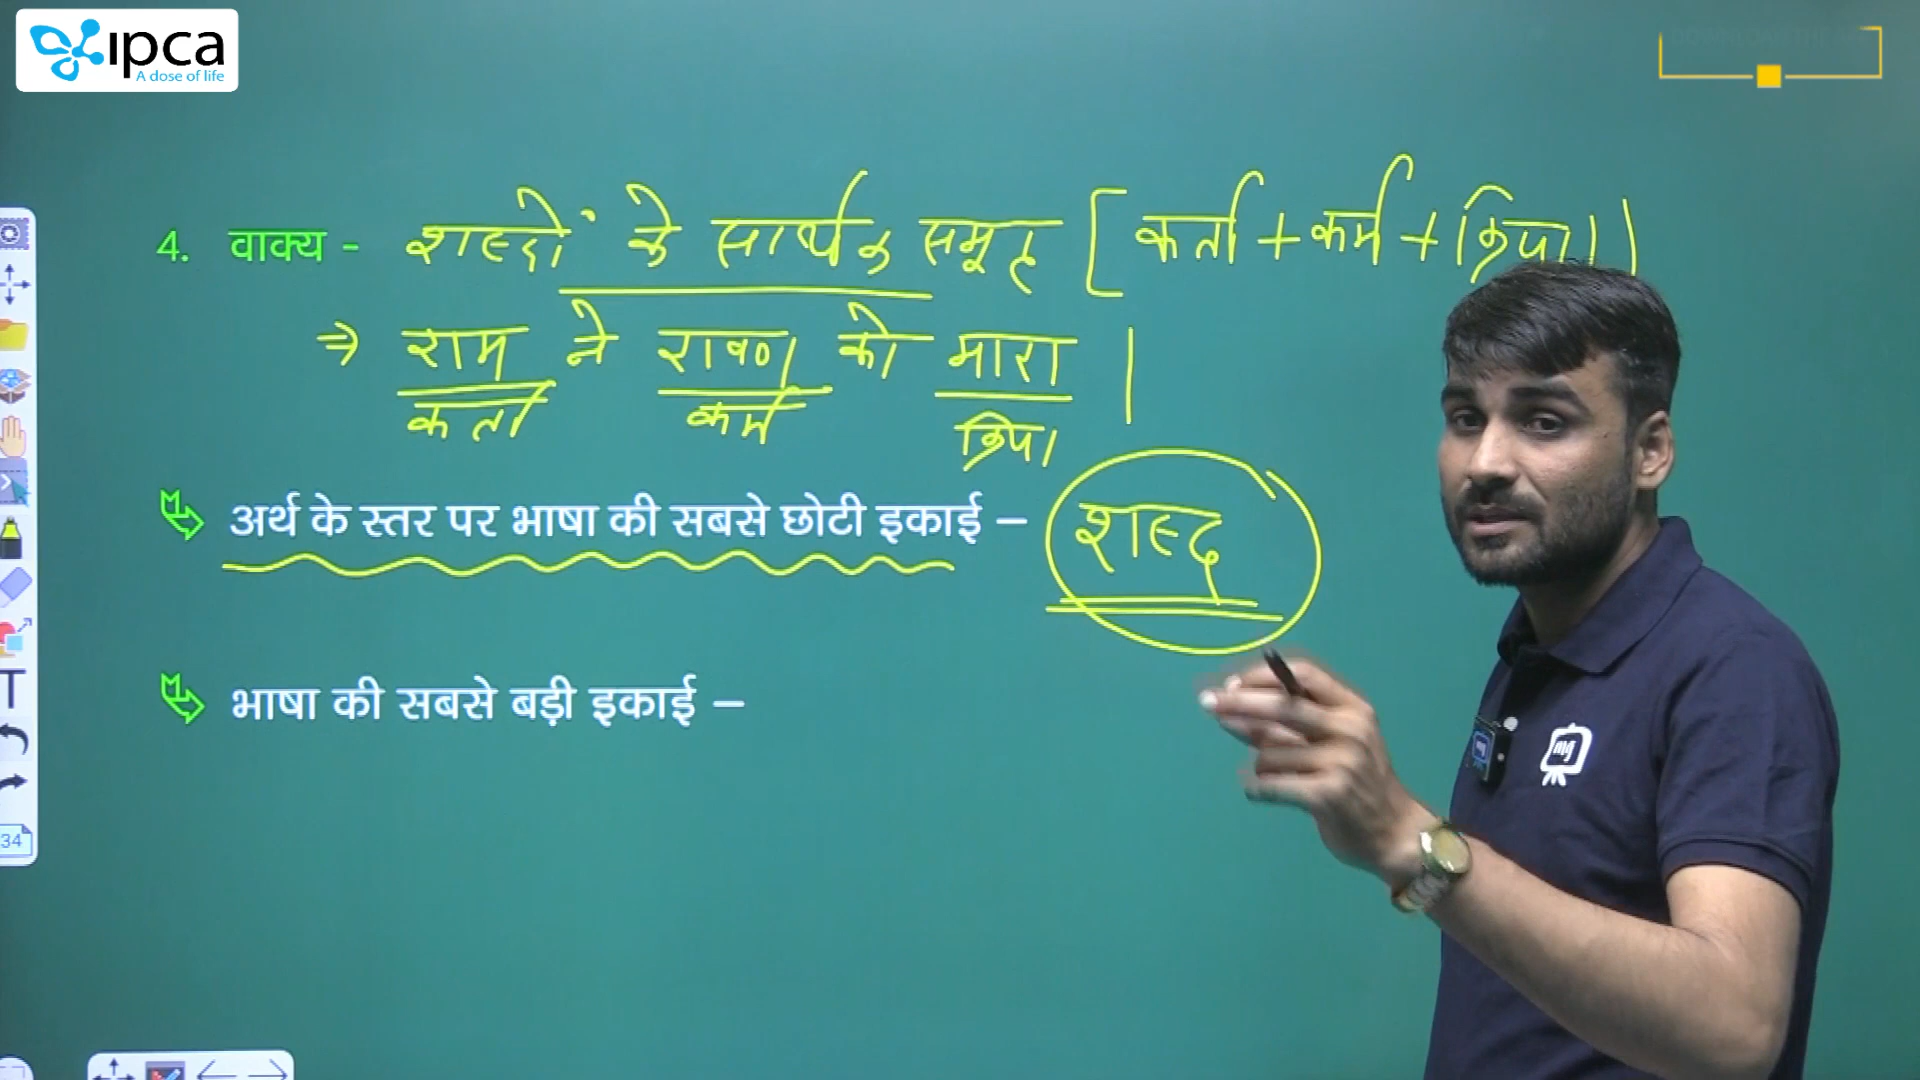 ipca
A dose of life
4. वाक्य - शब्दों के सार्थक समूह [कर्ता + कर्म + क्रिया]
⇒ राम ने रावण को मारा |
कर्ता कर्म क्रिया
अर्थ के स्तर पर भाषा की सबसे छोटी इकाई – शब्द
भाषा की सबसे बड़ी इकाई –
T
34
mg